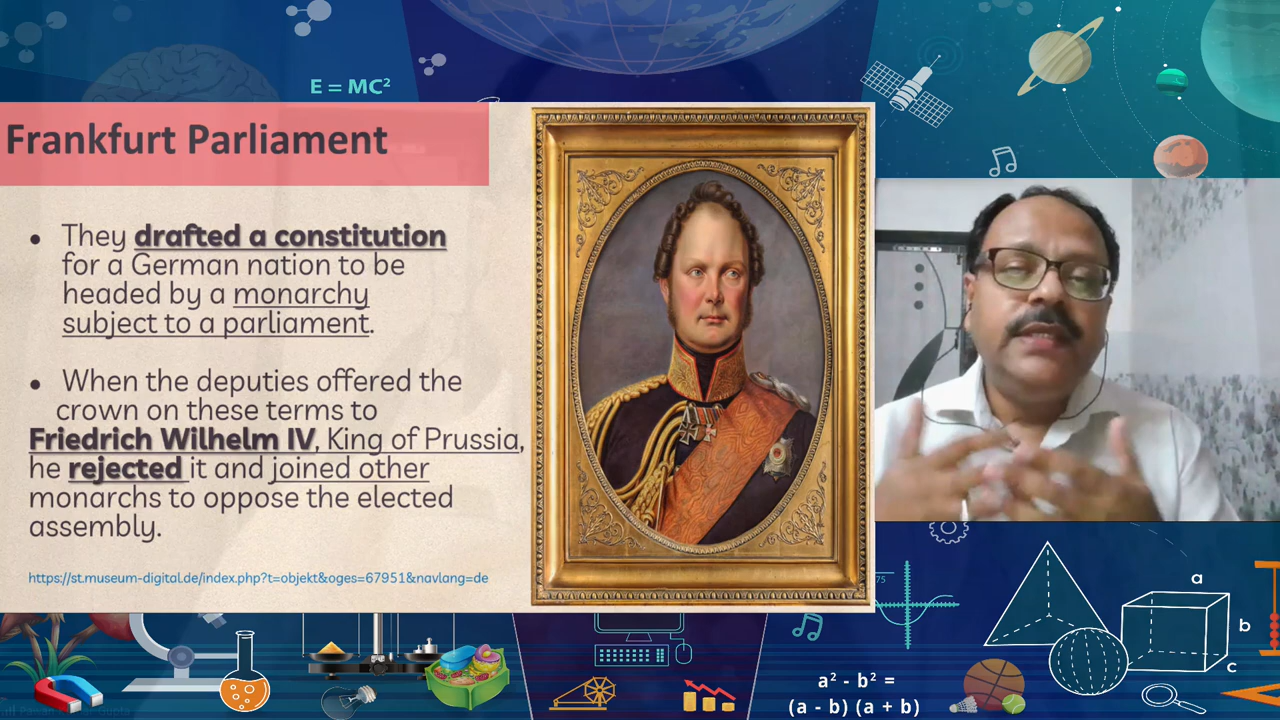 E = MC²
Frankfurt Parliament
• They drafted a constitution
for a German nation to be
headed by a monarchy
subject to a parliament.
• When the deputies offered the
crown on these terms to
Friedrich Wilhelm IV, King of Prussia,
he rejected it and joined other
monarchs to oppose the elected
assembly.
https://st.museum-digital.de/index.php?t=objekt&oges=67951&navlang=de
75
a
b
c
a² - b² =
(a - b) (a + b)